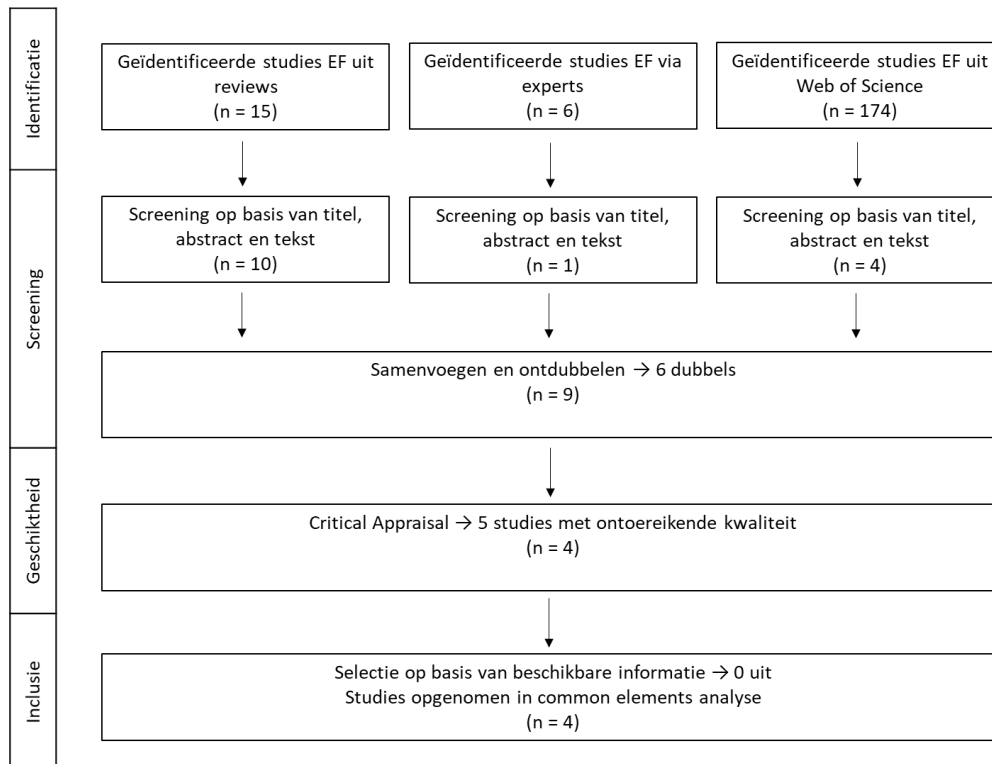 Identificatie
Geïdentificeerde studies EF uit
reviews
(n = 15)
Geïdentificeerde studies EF via
experts
(n = 6)
Geïdentificeerde studies EF uit
Web of Science
(n = 174)
Screening
Screening op basis van titel,
abstract en tekst
(n = 10)
Screening op basis van titel,
abstract en tekst
(n = 1)
Screening op basis van titel,
abstract en tekst
(n = 4)
Samenvoegen en ontdubbelen → 6 dubbels
(n = 9)
Geschiktheid
Critical Appraisal → 5 studies met ontoereikende kwaliteit
(n = 4)
Inclusie
Selectie op basis van beschikbare informatie → 0 uit
Studies opgenomen in common elements analyse
(n = 4)